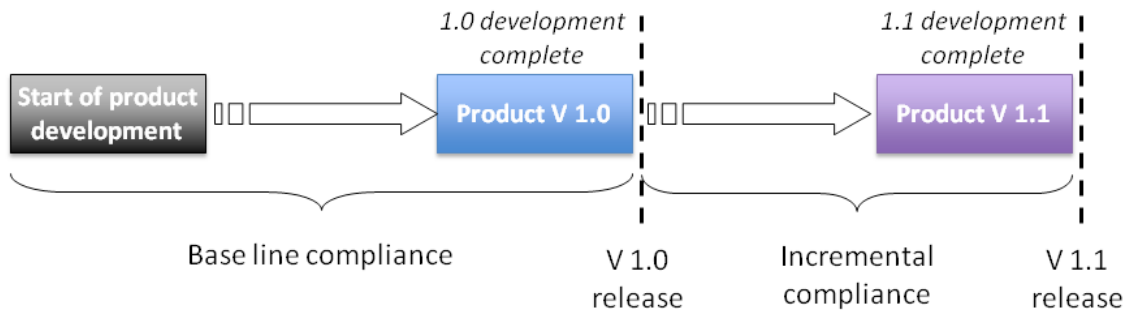 1.0 development
complete
1.1 development
complete
Start of product
development
Product V 1.0
Product V 1.1
Base line compliance
V 1.0
release
Incremental
compliance
V 1.1
release